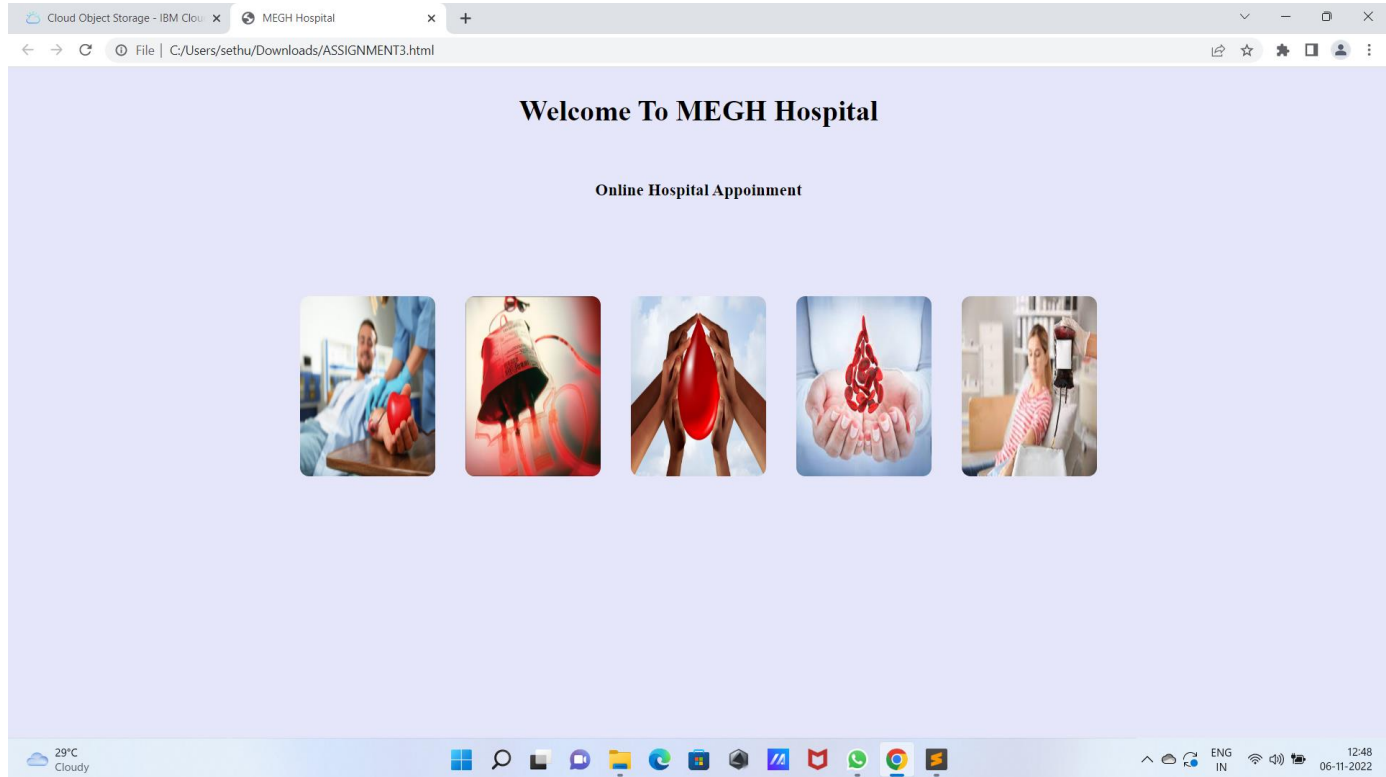 Cloud Object Storage - IBM Clou
MEGH Hospital
File | C:/Users/sethu/Downloads/ASSIGNMENT3.html
Welcome To MEGH Hospital
Online Hospital Appoinment
29°C
Cloudy
ENG
IN
12:48
06-11-2022